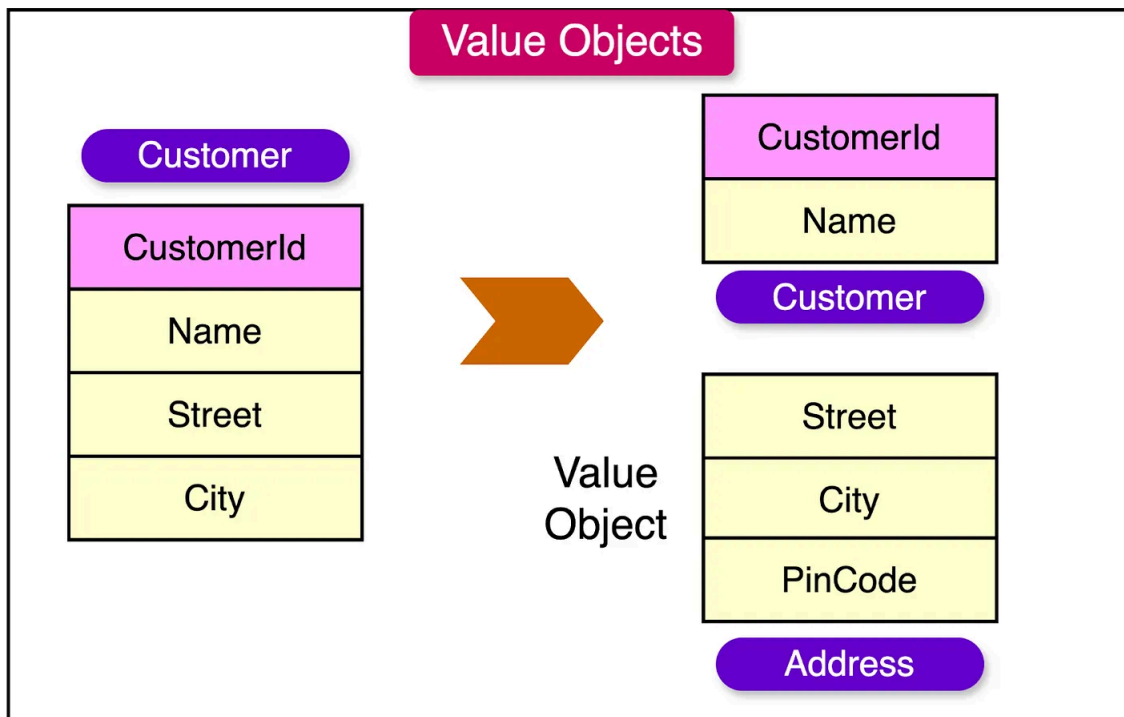 Value Objects
Customer
CustomerId
Name
Street
City
CustomerId
Name
Customer
Value
Object
Street
City
PinCode
Address